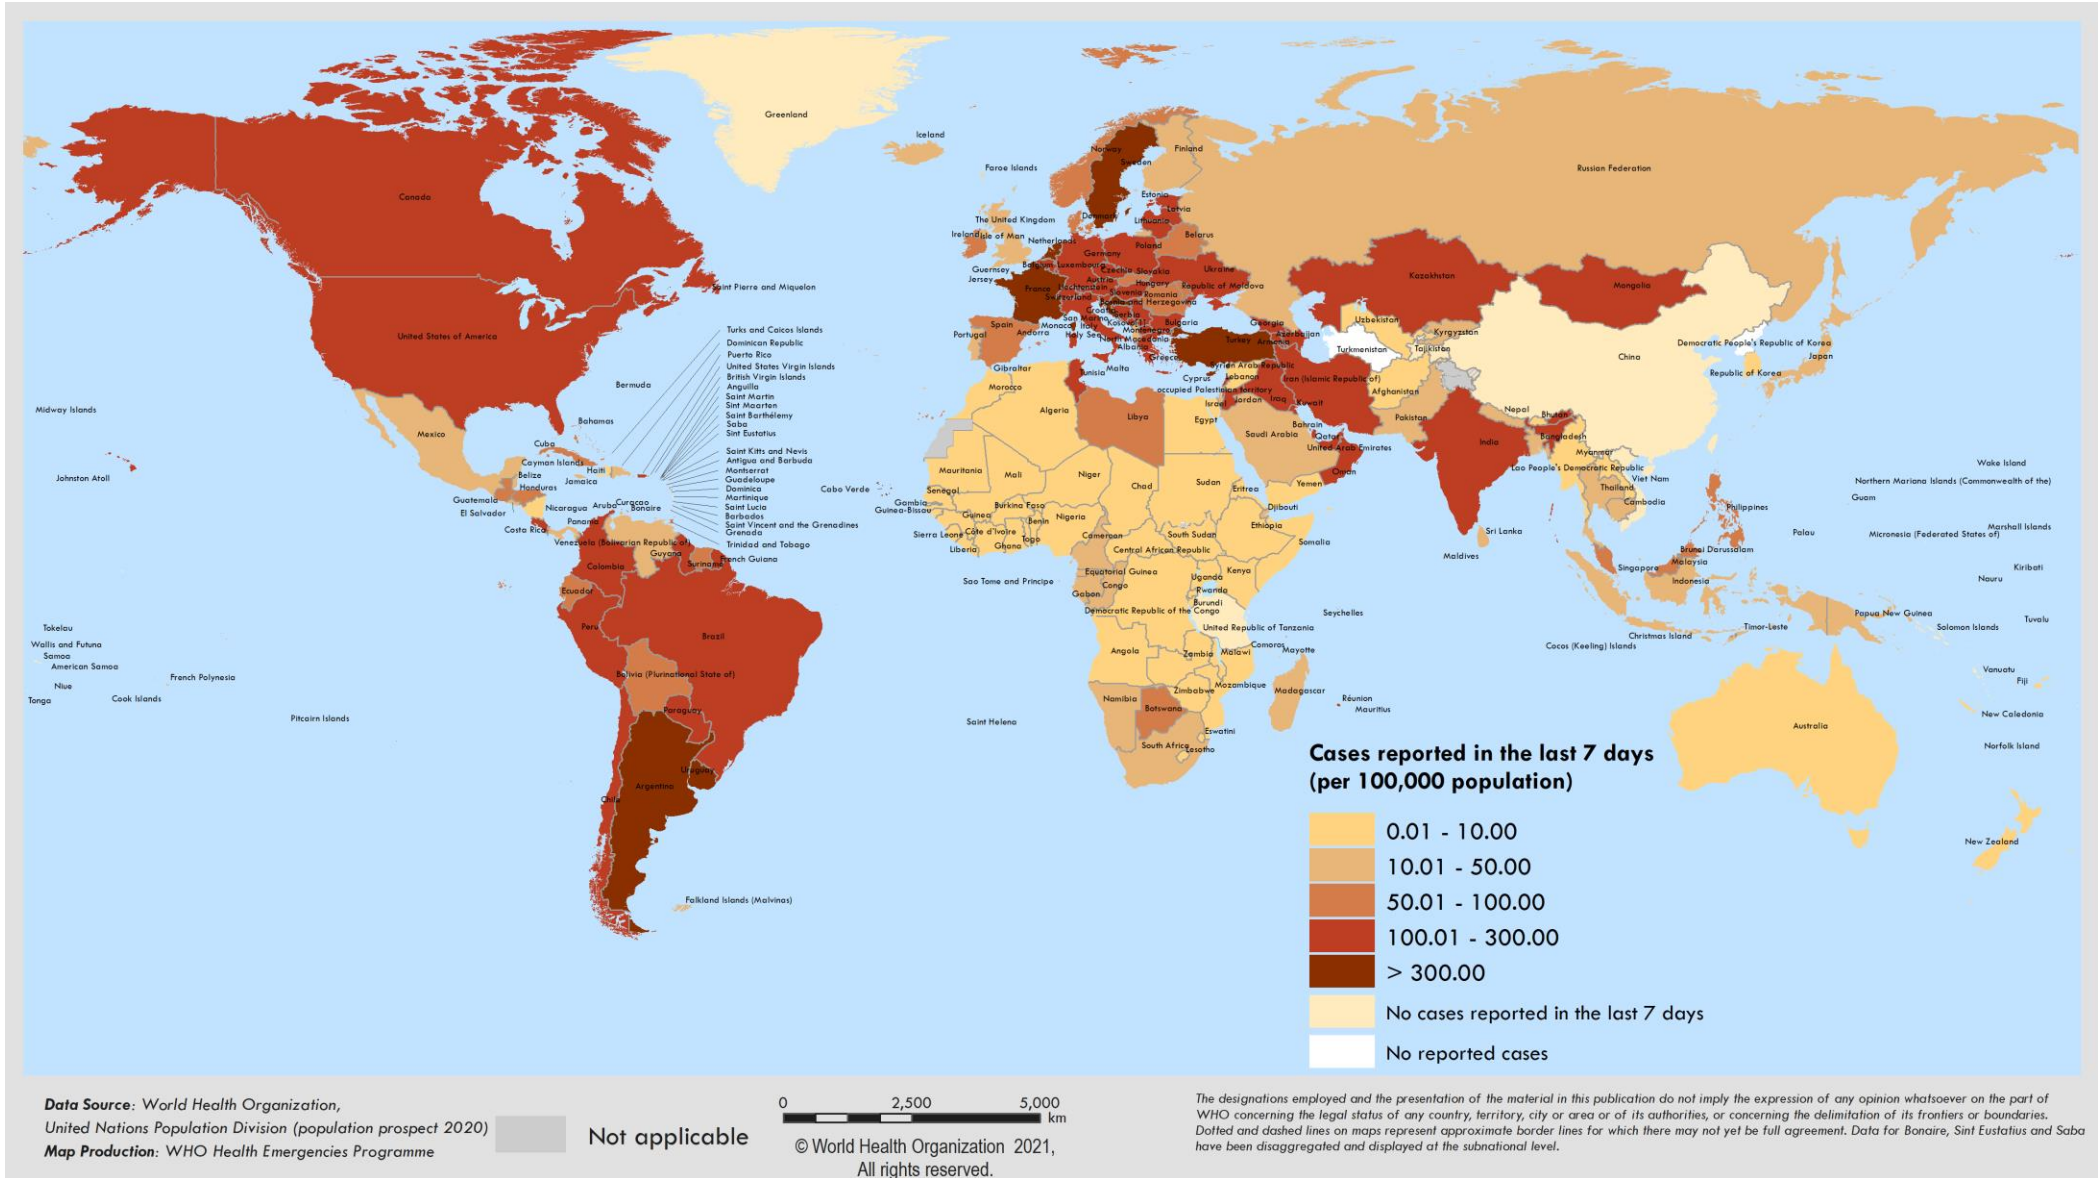 Greenland
Iceland
Faroe Islands
Norway
Sweden
Finland
Russian Federation
Canada
Estonia
Latvia
Lithuania
Denmark
The United Kingdom
Ireland
Isle of Man
Netherlands
Belarus
Poland
Germany
Guernsey
Jersey
Belgium
Luxembourg
Czechia
Slovakia
Ukraine
Kazakhstan
Mongolia
Saint Pierre and Miquelon
France
Liechtenstein
Austria
Hungary
Republic of Moldova
Switzerland
Slovenia
Romania
Bosnia and Herzegovina
Croatia
Serbia
San Marino
Monaco
Italy
Kosovo[1]
Bulgaria
Montenegro
Andorra
Spain
Portugal
Holy See
North Macedonia
Albania
Greece
Georgia
Azerbaijan
Turkey
Armenia
Uzbekistan
Kyrgyzstan
Turkmenistan
Tajikistan
China
Democratic People's Republic of Korea
Japan
Republic of Korea
United States of America
Turks and Caicos Islands
Dominican Republic
Puerto Rico
United States Virgin Islands
British Virgin Islands
Anguilla
Saint Martin
Sint Maarten
Saint Barthélemy
Saba
Sint Eustatius
Saint Kitts and Nevis
Antigua and Barbuda
Montserrat
Guadeloupe
Dominica
Martinique
Saint Lucia
Barbados
Saint Vincent and the Grenadines
Grenada
Trinidad and Tobago
Bermuda
Bahamas
Midway Islands
Johnston Atoll
Mexico
Cuba
Cayman Islands
Haiti
Belize
Jamaica
Honduras
Guatemala
El Salvador
Nicaragua
Aruba
Curacao
Bonaire
Costa Rica
Panama
Venezuela (Bolivarian Republic of)
Guyana
Suriname
French Guiana
Colombia
Ecuador
Peru
Brazil
Bolivia (Plurinational State of)
Paraguay
Uruguay
Argentina
Chile
Falkland Islands (Malvinas)
Gibraltar
Malta
Tunisia
Morocco
Algeria
Libya
Egypt
Cyprus
Syrian Arab Republic
Lebanon
occupied Palestinian territory
Israel
Jordan
Iraq
Iran (Islamic Republic of)
Kuwait
Afghanistan
Pakistan
Nepal
Bhutan
Bangladesh
India
Bahrain
Qatar
United Arab Emirates
Saudi Arabia
Oman
Yemen
Myanmar
Lao People's Democratic Republic
Viet Nam
Thailand
Cambodia
Philippines
Sri Lanka
Maldives
Brunei Darussalam
Malaysia
Singapore
Indonesia
Palau
Wake Island
Northern Mariana Islands (Commonwealth of the)
Guam
Marshall Islands
Micronesia (Federated States of)
Kiribati
Nauru
Papua New Guinea
Solomon Islands
Tuvalu
Timor-Leste
Christmas Island
Cocos (Keeling) Islands
Vanuatu
Fiji
New Caledonia
Norfolk Island
Australia
New Zealand
Cabo Verde
Mauritania
Mali
Niger
Chad
Sudan
Eritrea
Djibouti
Ethiopia
Somalia
Senegal
Gambia
Guinea-Bissau
Guinea
Burkina Faso
Benin
Nigeria
Sierra Leone
Liberia
Côte d'Ivoire
Ghana
Togo
Cameroon
South Sudan
Central African Republic
Sao Tome and Principe
Equatorial Guinea
Gabon
Congo
Uganda
Kenya
Rwanda
Burundi
Democratic Republic of the Congo
United Republic of Tanzania
Seychelles
Angola
Zambia
Malawi
Comoros
Mayotte
Mozambique
Zimbabwe
Madagascar
Namibia
Botswana
Réunion
Mauritius
Saint Helena
South Africa
Eswatini
Lesotho
Tokelau
Wallis and Futuna
Samoa
American Samoa
Niue
Tonga
Cook Islands
French Polynesia
Pitcairn Islands
Cases reported in the last 7 days
(per 100,000 population)
0.01 - 10.00
10.01 - 50.00
50.01 - 100.00
100.01 - 300.00
> 300.00
No cases reported in the last 7 days
No reported cases
Data Source: World Health Organization,
United Nations Population Division (population prospect 2020)
Map Production: WHO Health Emergencies Programme
Not applicable
0 2,500 5,000
km
© World Health Organization 2021,
All rights reserved.
The designations employed and the presentation of the material in this publication do not imply the expression of any opinion whatsoever on the part of
WHO concerning the legal status of any country, territory, city or area or of its authorities, or concerning the delimitation of its frontiers or boundaries.
Dotted and dashed lines on maps represent approximate border lines for which there may not yet be full agreement. Data for Bonaire, Sint Eustatius and Saba
have been disaggregated and displayed at the subnational level.